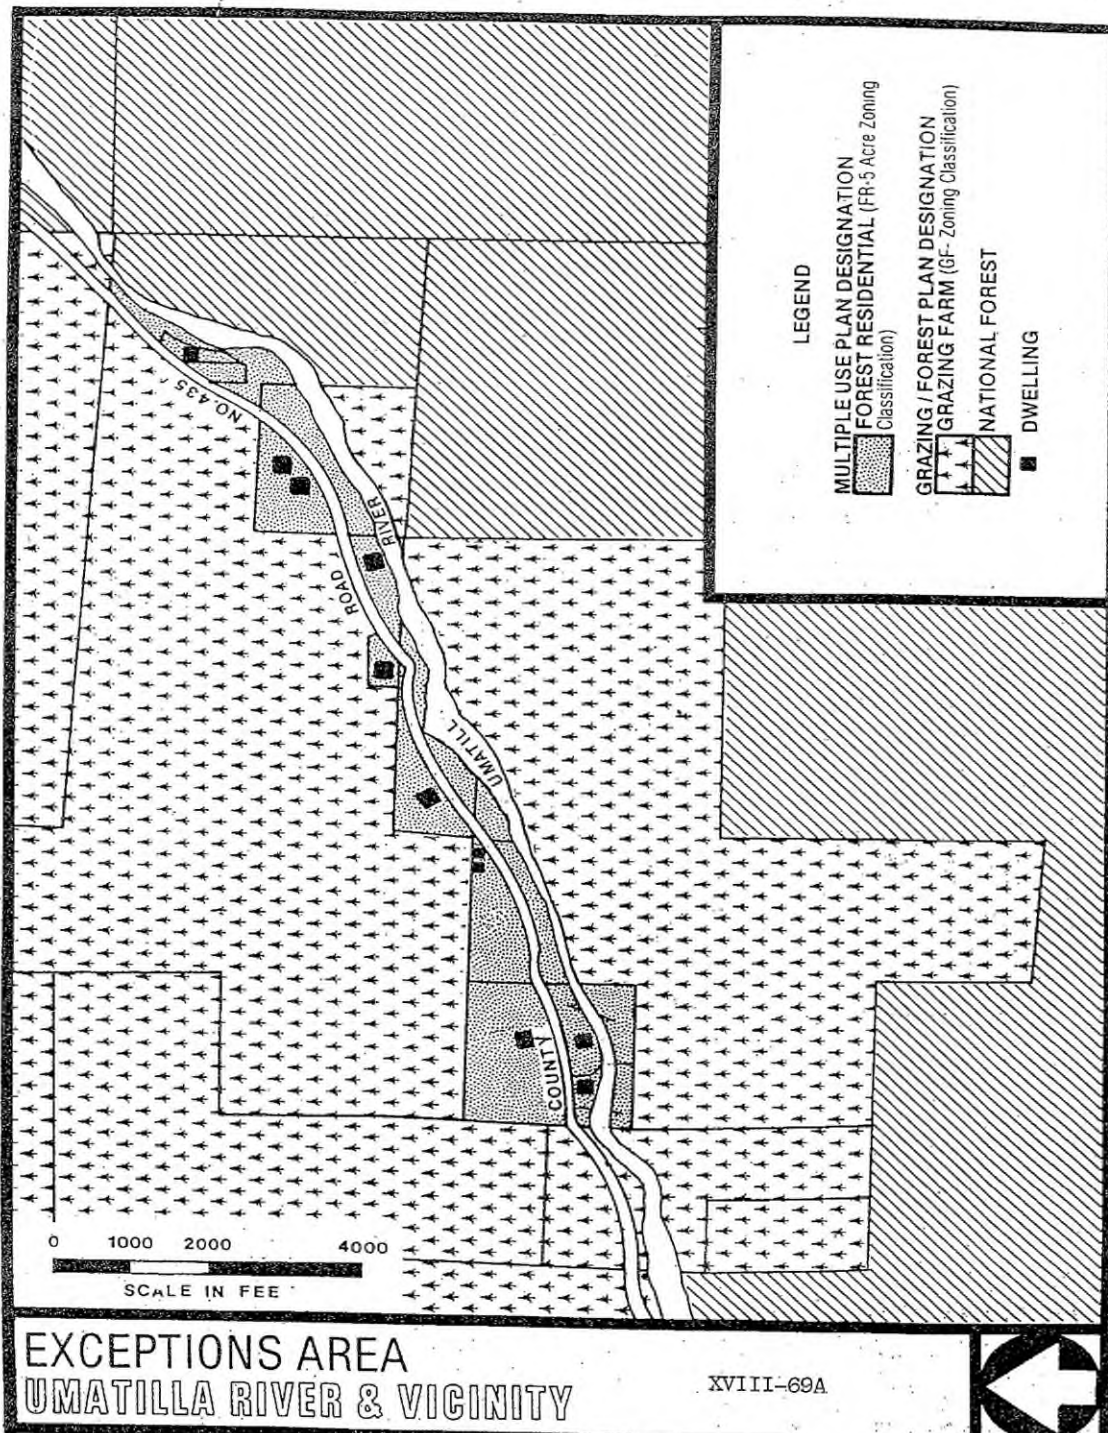 LEGEND
MULTIPLE USE PLAN DESIGNATION
FOREST RESIDENTIAL (FR-5 Acre Zoning
Classification)
GRAZING / FOREST PLAN DESIGNATION
GRAZING FARM (GF- Zoning Classification)
NATIONAL FOREST
DWELLING
NO. 435
ROAD
COUNTY
RIVER
UMATILL
0 1000 2000 4000
SCALE IN FEE
EXCEPTIONS AREA
UMATILLA RIVER & VICINITY
XVIII-69A